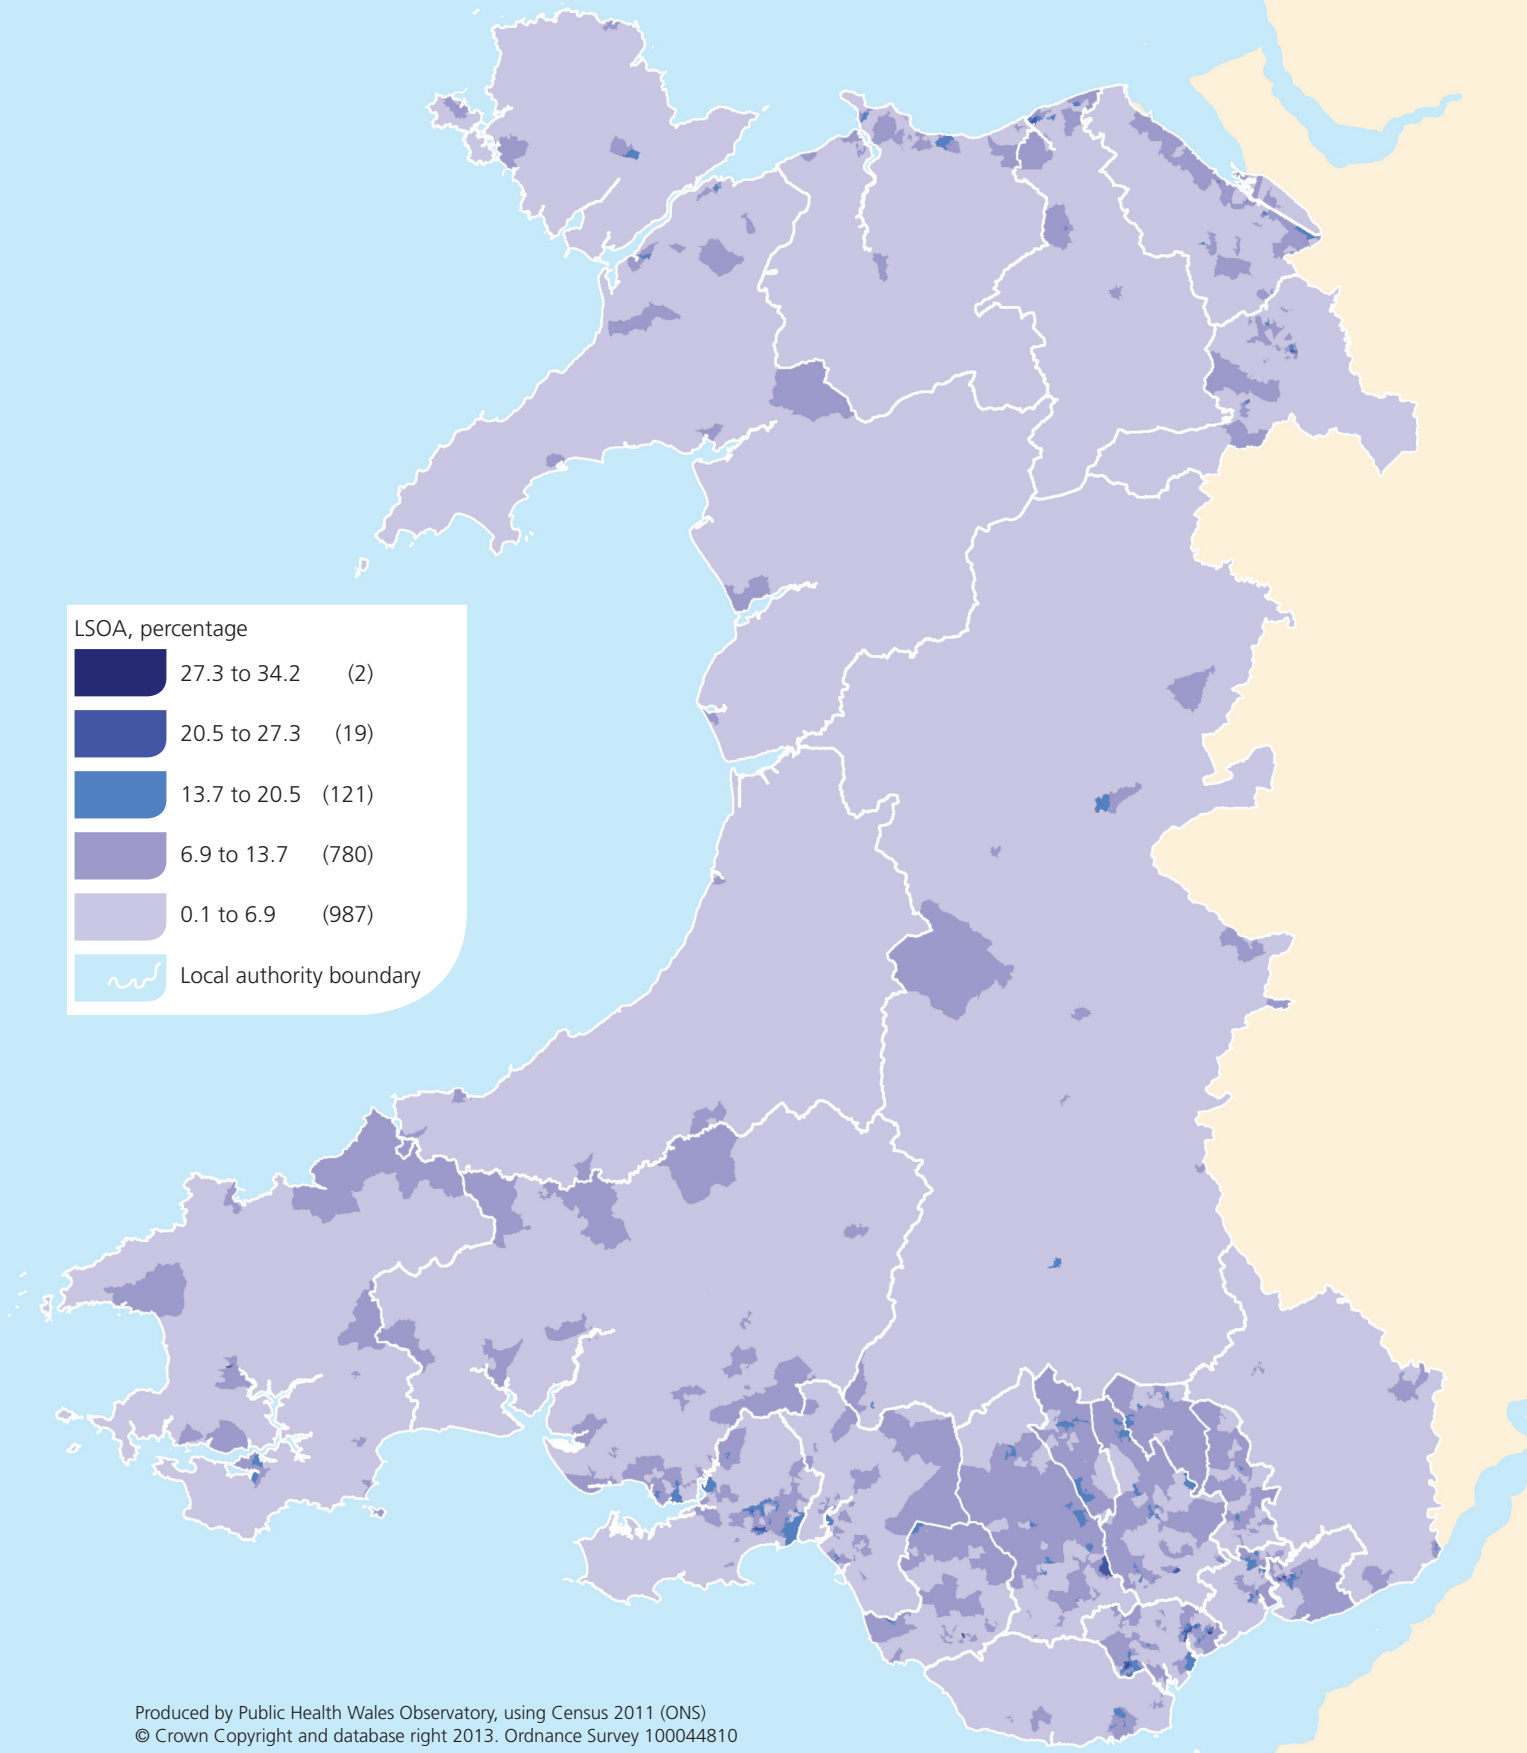 LSOA, percentage
27.3 to 34.2 (2)
20.5 to 27.3 (19)
13.7 to 20.5 (121)
6.9 to 13.7 (780)
0.1 to 6.9 (987)
Local authority boundary
Produced by Public Health Wales Observatory, using Census 2011 (ONS)
© Crown Copyright and database right 2013. Ordnance Survey 100044810